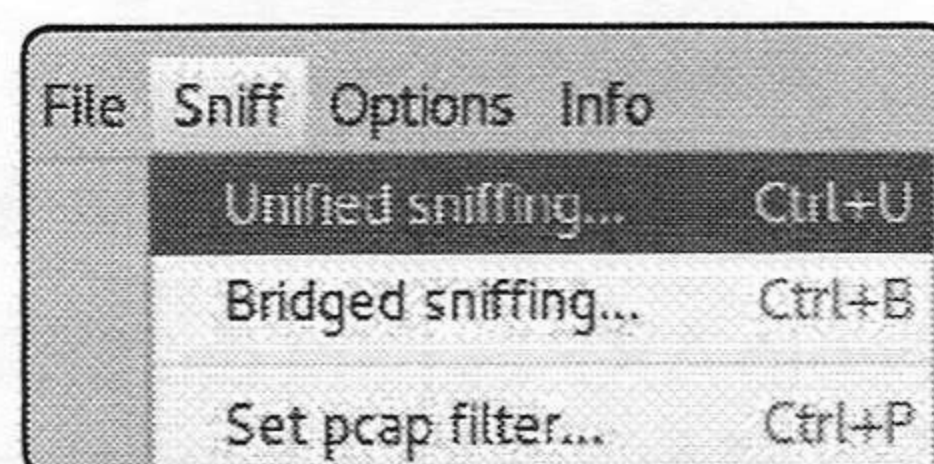 File Sniff Options Info
Unified sniffing... Ctrl+U
Bridged sniffing... Ctrl+B
Set pcap filter... Ctrl+P